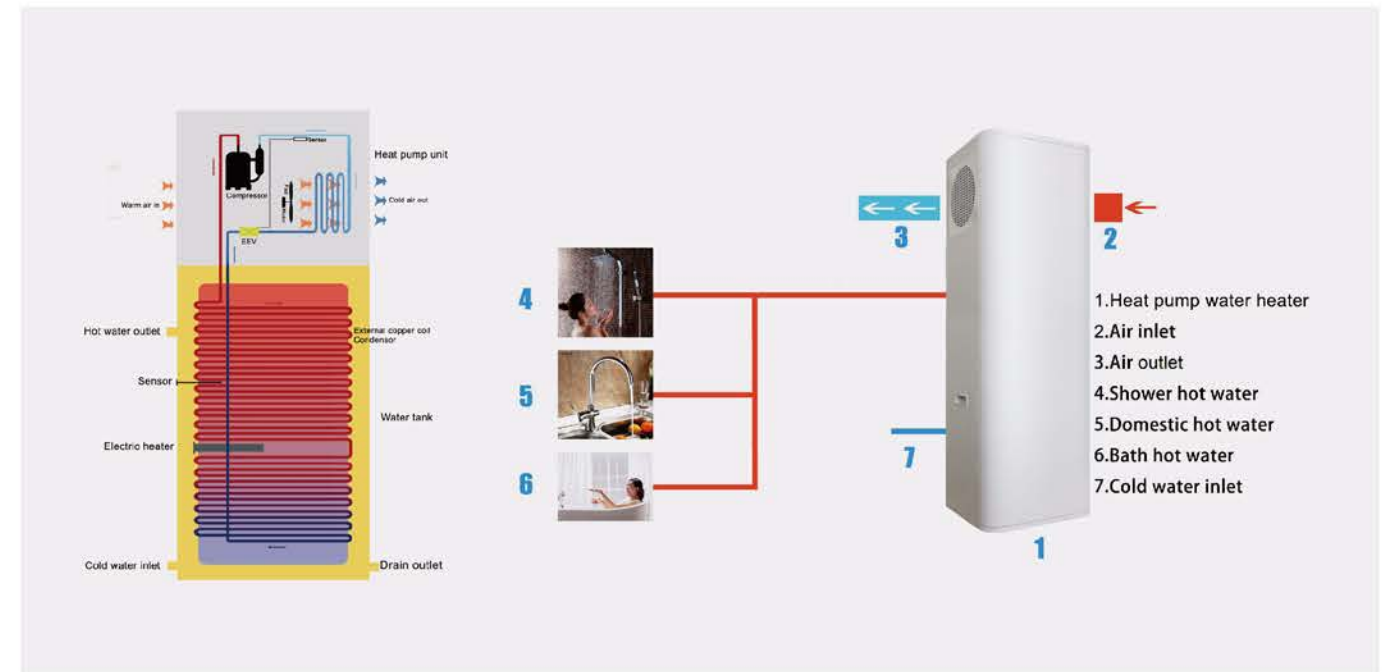 Sensor
Heat pump unit
Compressor
Warm air in
Cold air out
EEV
Hot water outlet
External copper coil
Condensor
Sensor
Water tank
Electric heater
Cold water inlet
Drain outlet
4
5
6
3
2
7
1
1.Heat pump water heater
2.Air inlet
3.Air outlet
4.Shower hot water
5.Domestic hot water
6.Bath hot water
7.Cold water inlet